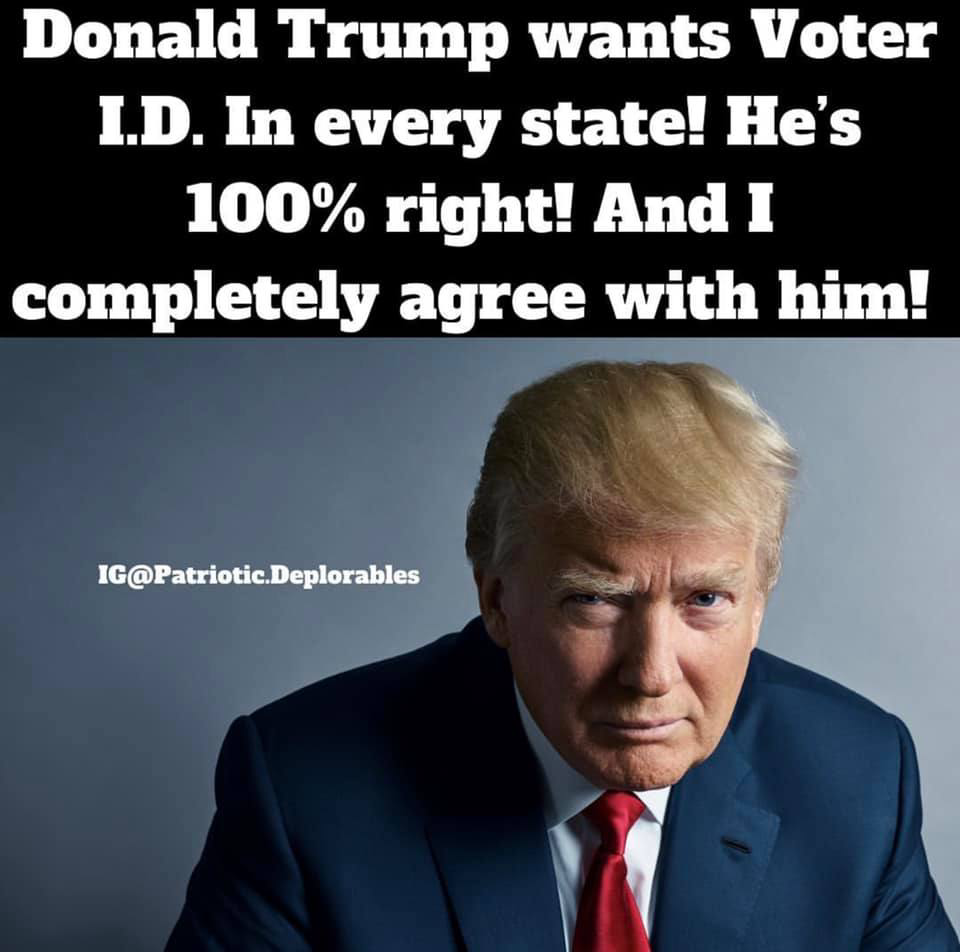 Donald Trump wants Voter
I.D. In every state! He’s
100% right! And I
completely agree with him!
IG@Patriotic.Deplorables